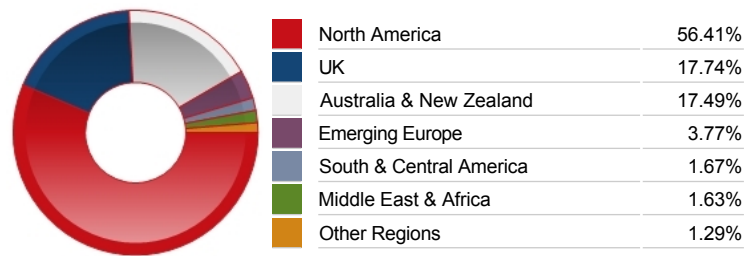 North America 56.41%
UK 17.74%
Australia & New Zealand 17.49%
Emerging Europe 3.77%
South & Central America 1.67%
Middle East & Africa 1.63%
Other Regions 1.29%